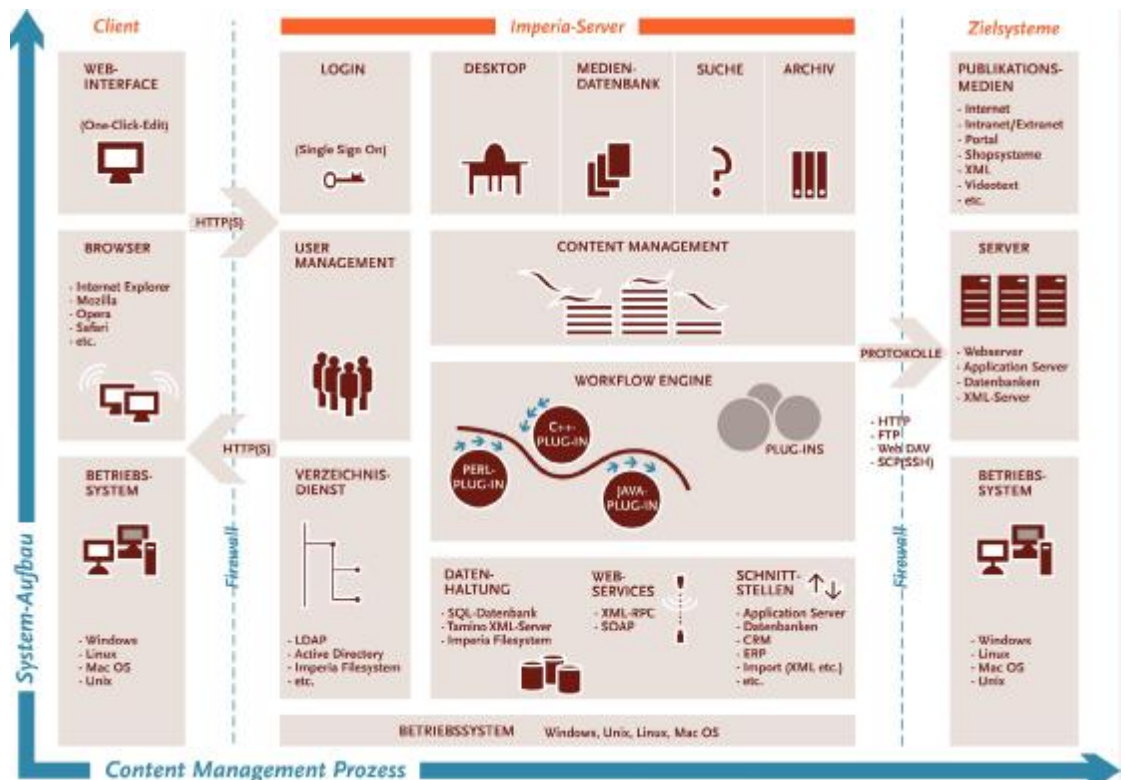 Client
Imperia-Server
Zielsysteme
WEB-
INTERFACE
(One-Click-Edit)
LOGIN
(Single Sign On)
DESKTOP
MEDIEN-
DATENBANK
SUCHE
ARCHIV
PUBLIKATIONS-
MEDIEN
- Internet
- Intranet/Extranet
- Portal
- Shopsysteme
- XML
- Videotext
- etc.
HTTP(S)
BROWSER
- Internet Explorer
- Mozilla
- Opera
- Safari
- etc.
USER
MANAGEMENT
CONTENT MANAGEMENT
SERVER
- Webserver
- Application Server
- Datenbanken
- XML-Server
PROTOKOLLE
- HTTP
- FTP
- Web DAV
- SCP(SSH)
WORKFLOW ENGINE
C++-
PLUG-IN
PERL-
PLUG-IN
JAVA-
PLUG-IN
PLUG-INS
HTTP(S)
BETRIEBS-
SYSTEM
- Windows
- Linux
- Mac OS
- Unix
Firewall
VERZEICHNIS-
DIENST
- LDAP
- Active Directory
- Imperia Filesystem
- etc.
DATEN-
HALTUNG
- SQL-Datenbank
- Tamino XML-Server
- Imperia Filesystem
WEB-
SERVICES
- XML-RPC
- SOAP
SCHNITT-
STELLEN
- Application Server
- Datenbanken
- CRM
- ERP
- Import (XML etc.)
- etc.
Firewall
BETRIEBS-
SYSTEM
- Windows
- Linux
- Mac OS
- Unix
BETRIEBSSYSTEM Windows, Unix, Linux, Mac OS
System-Aufbau
Content Management Prozess